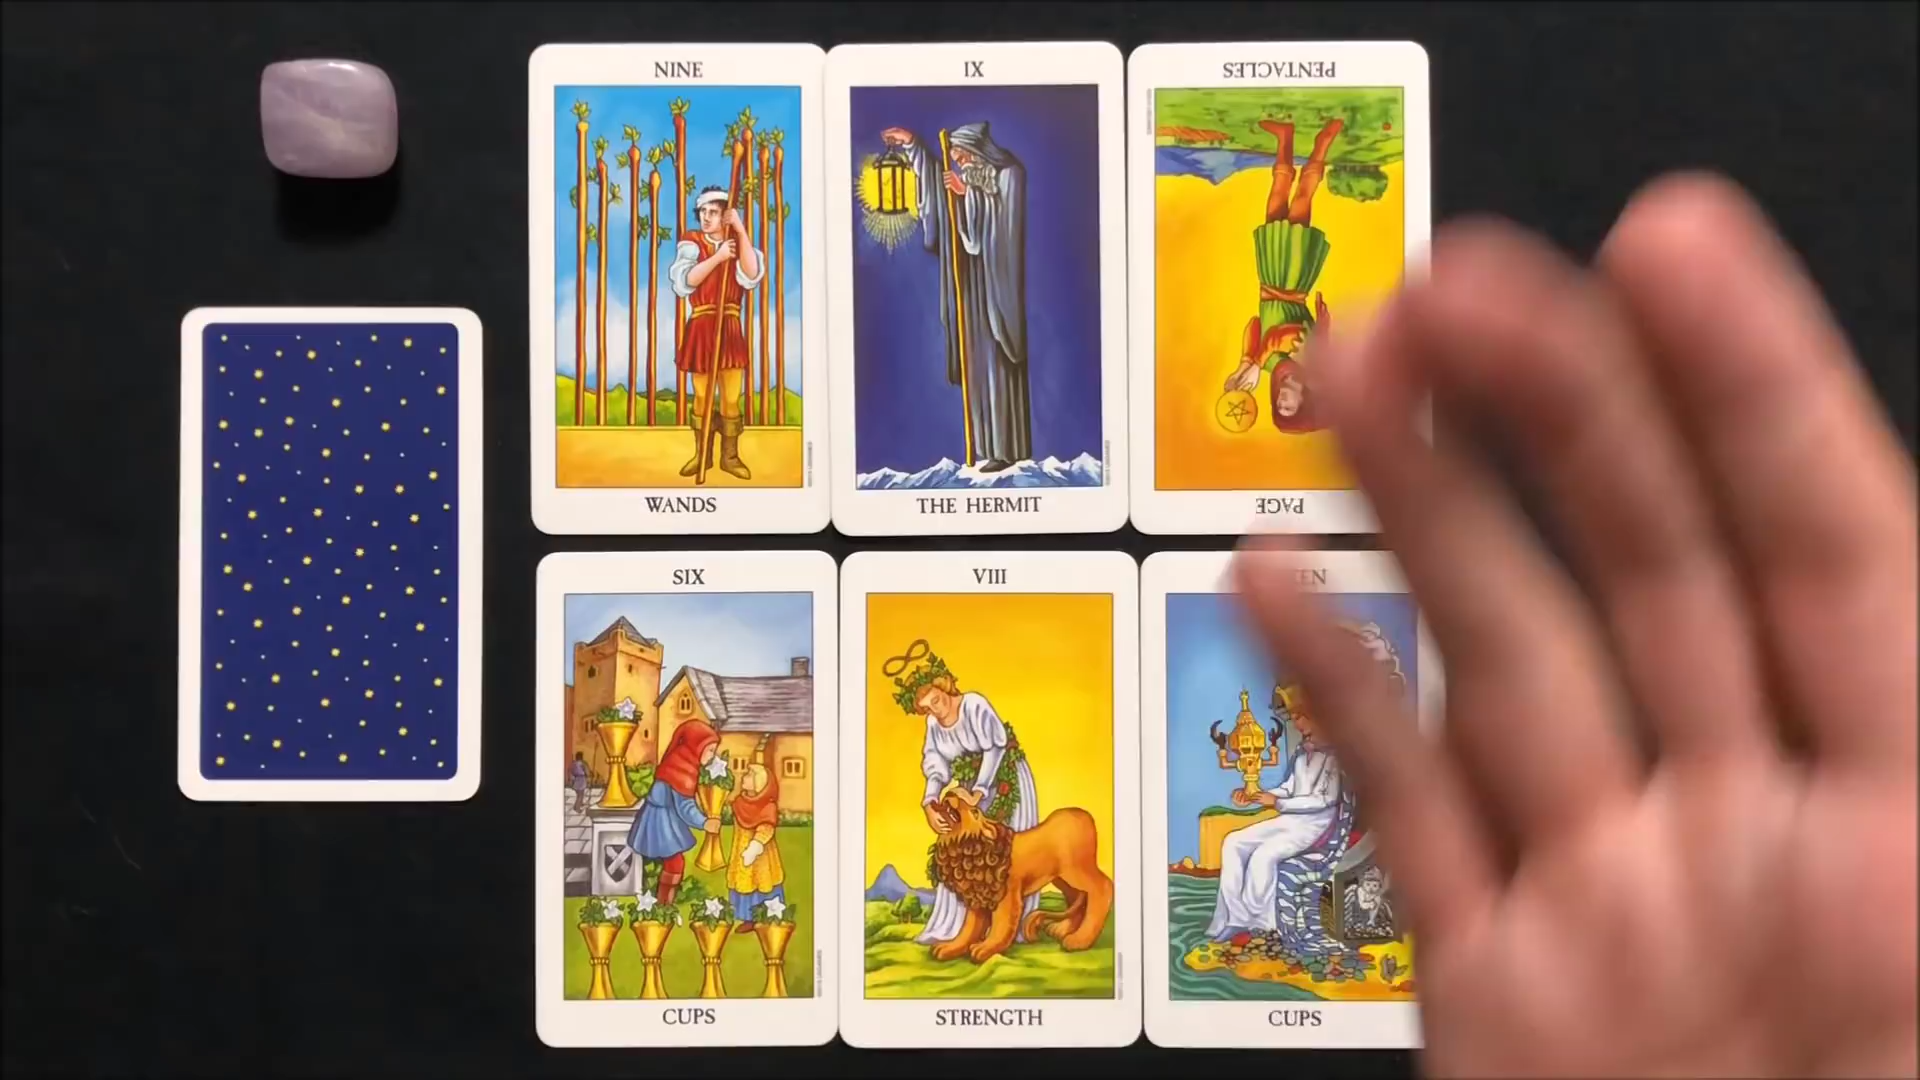 NINE
IX
PENTACLES
WANDS
THE HERMIT
PAGE
SIX
VIII
CUPS
STRENGTH
CUPS